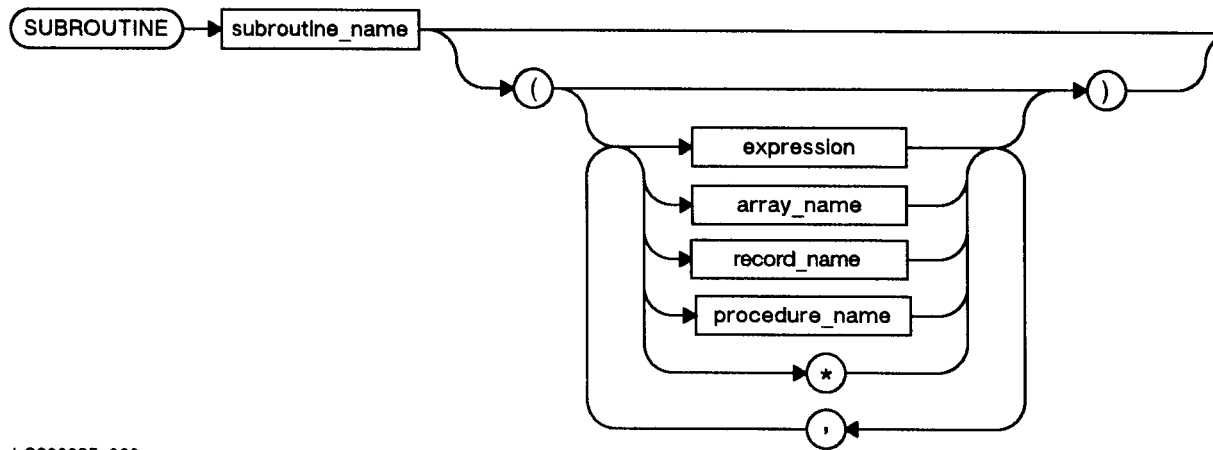 SUBROUTINE subroutine_name
( )
expression
array_name
record_name
procedure_name
*
,